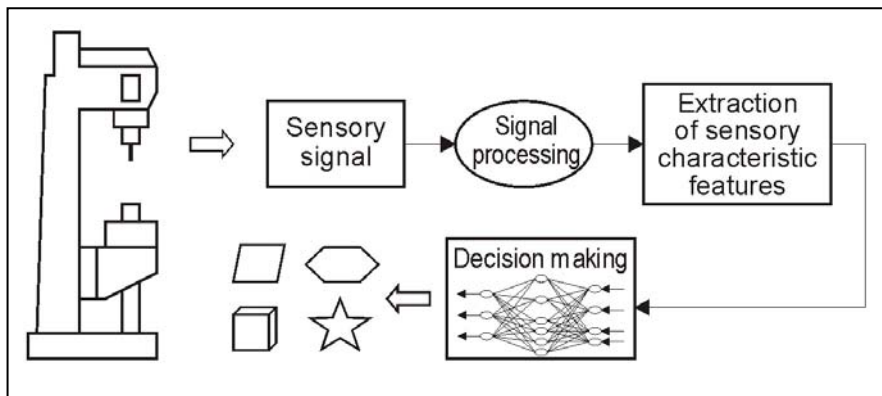 Sensory
signal
Signal
processing
Extraction
of sensory
characteristic
features
Decision making